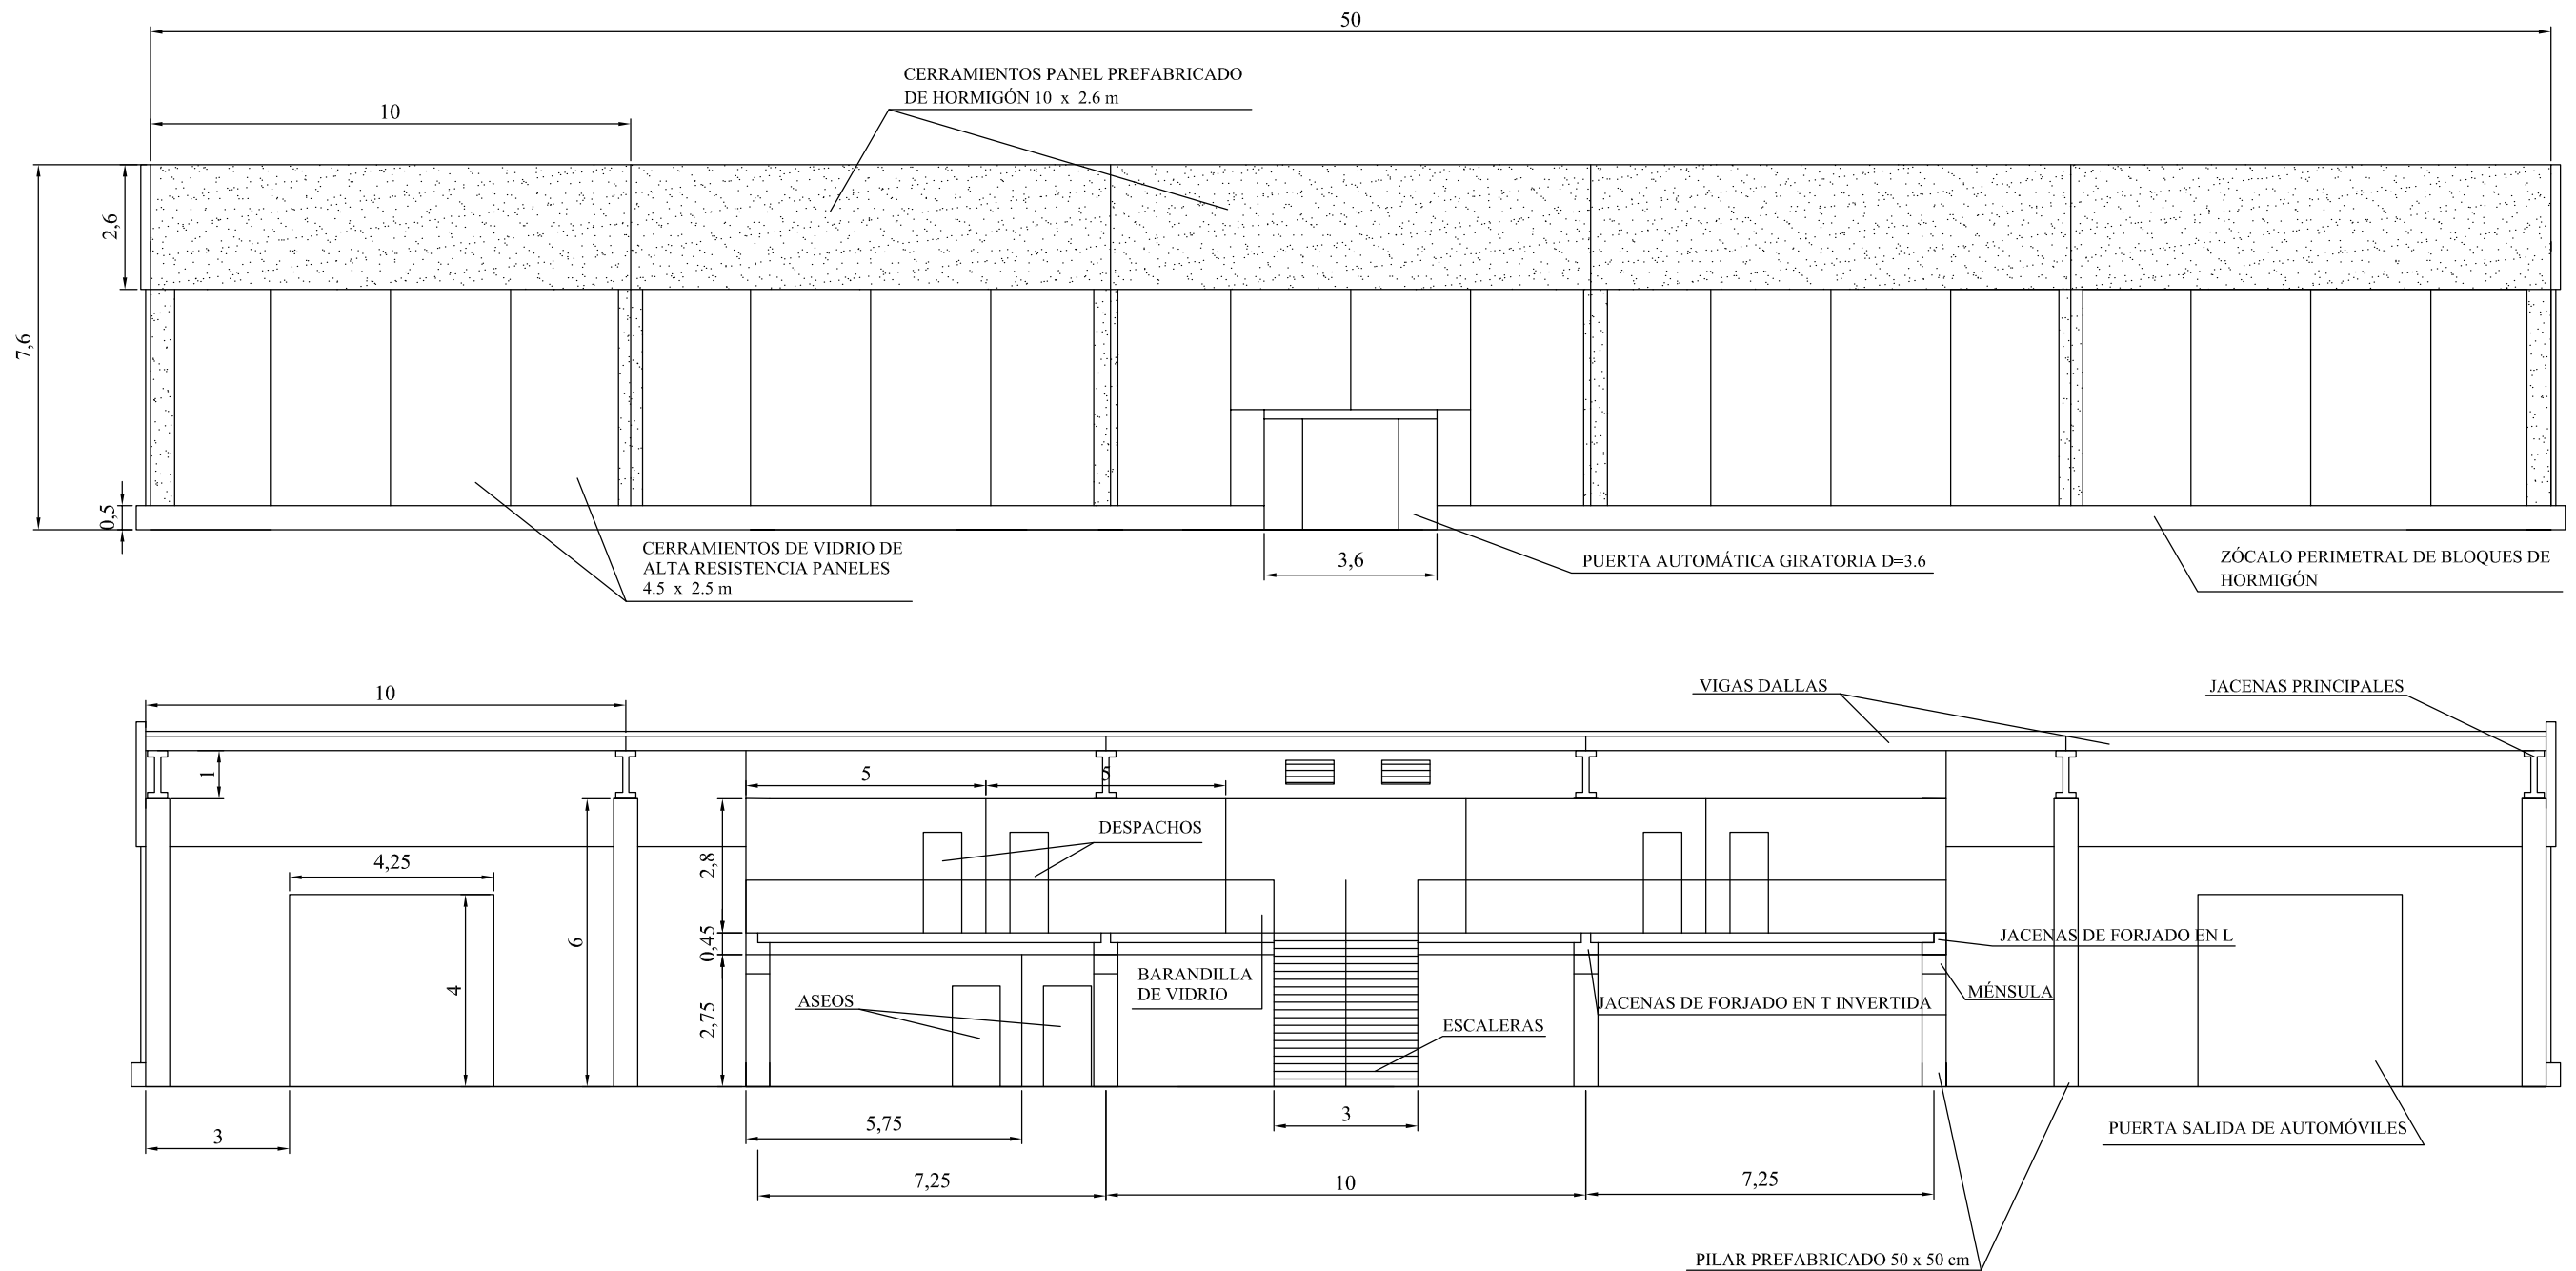 50
CERRAMIENTOS PANEL PREFABRICADO
DE HORMIGÓN 10 x 2.6 m
10
2,6
7,6
0,5
CERRAMIENTOS DE VIDRIO DE
ALTA RESISTENCIA PANELES
4.5 x 2.5 m
3,6
PUERTA AUTOMÁTICA GIRATORIA D=3.6
ZÓCALO PERIMETRAL DE BLOQUES DE
HORMIGÓN
10
VIGAS DALLAS
JACENAS PRINCIPALES
1
5
5
DESPACHOS
4,25
2,8
6
4
0,45
2,75
JACENAS DE FORJADO EN L
BARANDILLA
DE VIDRIO
ASEOS
JACENAS DE FORJADO EN T INVERTIDA
MÉNSULA
ESCALERAS
3
5,75
3
PUERTA SALIDA DE AUTOMÓVILES
7,25
10
7,25
PILAR PREFABRICADO 50 x 50 cm